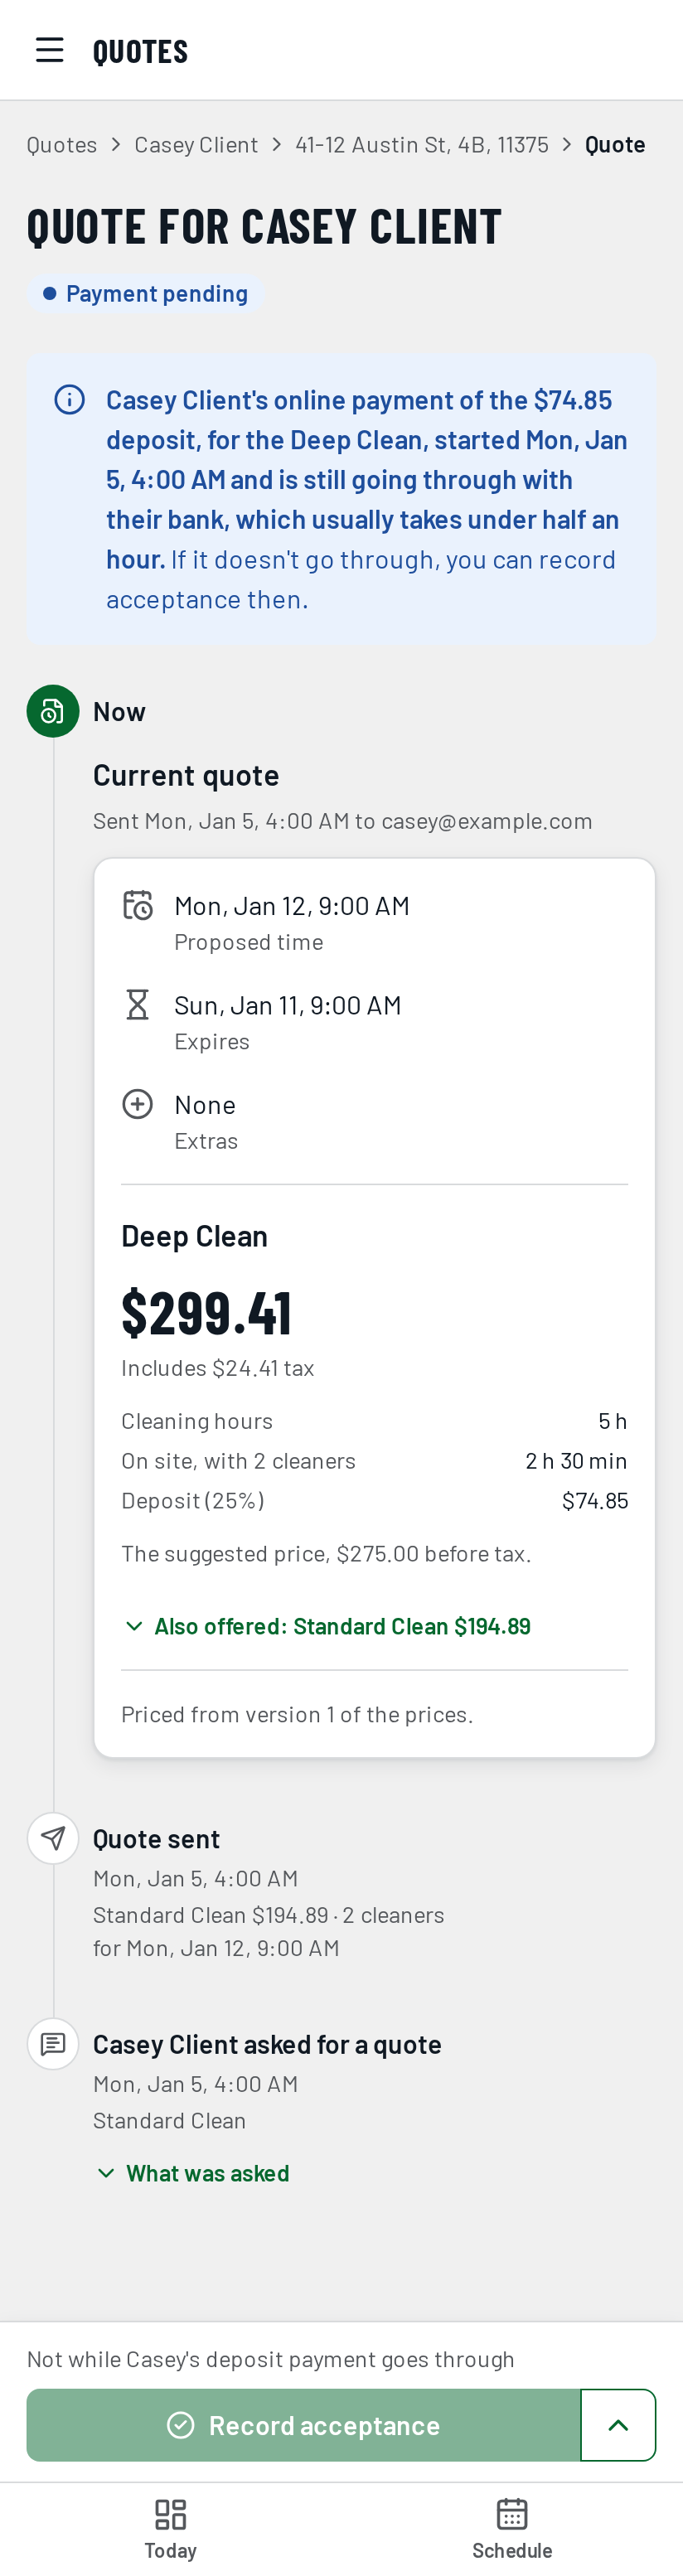 QUOTES
Quotes > Casey Client > 41-12 Austin St, 4B, 11375 > Quote
QUOTE FOR CASEY CLIENT
Payment pending
Casey Client's online payment of the $74.85
deposit, for the Deep Clean, started Mon, Jan
5, 4:00 AM and is still going through with
their bank, which usually takes under half an
hour. If it doesn't go through, you can record
acceptance then.
Now
Current quote
Sent Mon, Jan 5, 4:00 AM to casey@example.com
Mon, Jan 12, 9:00 AM
Proposed time
Sun, Jan 11, 9:00 AM
Expires
None
Extras
Deep Clean
$299.41
Includes $24.41 tax
Cleaning hours 5 h
On site, with 2 cleaners 2 h 30 min
Deposit (25%) $74.85
The suggested price, $275.00 before tax.
Also offered: Standard Clean $194.89
Priced from version 1 of the prices.
Quote sent
Mon, Jan 5, 4:00 AM
Standard Clean $194.89 · 2 cleaners
for Mon, Jan 12, 9:00 AM
Casey Client asked for a quote
Mon, Jan 5, 4:00 AM
Standard Clean
What was asked
Not while Casey's deposit payment goes through
Record acceptance
Today Schedule